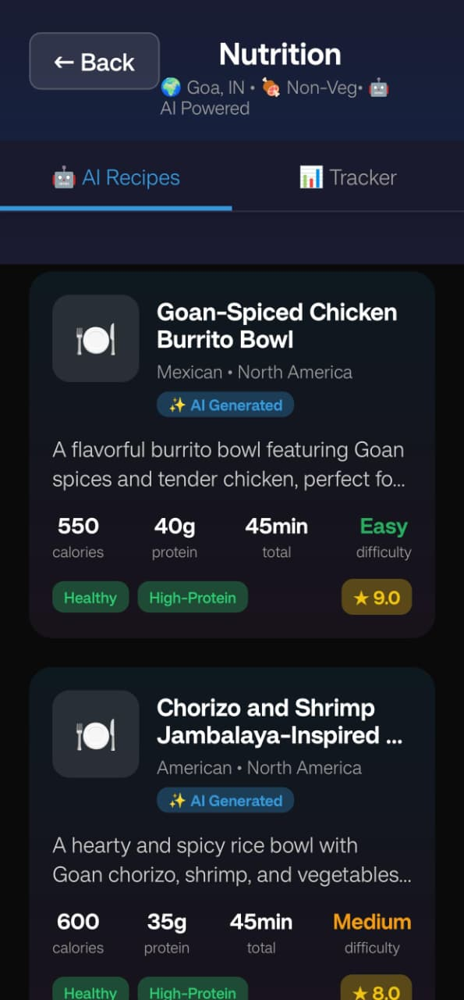 ← Back
Nutrition
🌍 Goa, IN • 🍖 Non-Veg• 🤖
AI Powered
🤖 AI Recipes
📊 Tracker
Goan-Spiced Chicken
Burrito Bowl
Mexican • North America
✨ AI Generated
A flavorful burrito bowl featuring Goan
spices and tender chicken, perfect fo...
550 40g 45min Easy
calories protein total difficulty
Healthy High-Protein ★ 9.0
Chorizo and Shrimp
Jambalaya-Inspired ...
American • North America
✨ AI Generated
A hearty and spicy rice bowl with
Goan chorizo, shrimp, and vegetables...
600 35g 45min Medium
calories protein total difficulty
Healthy High-Protein ★ 8.0